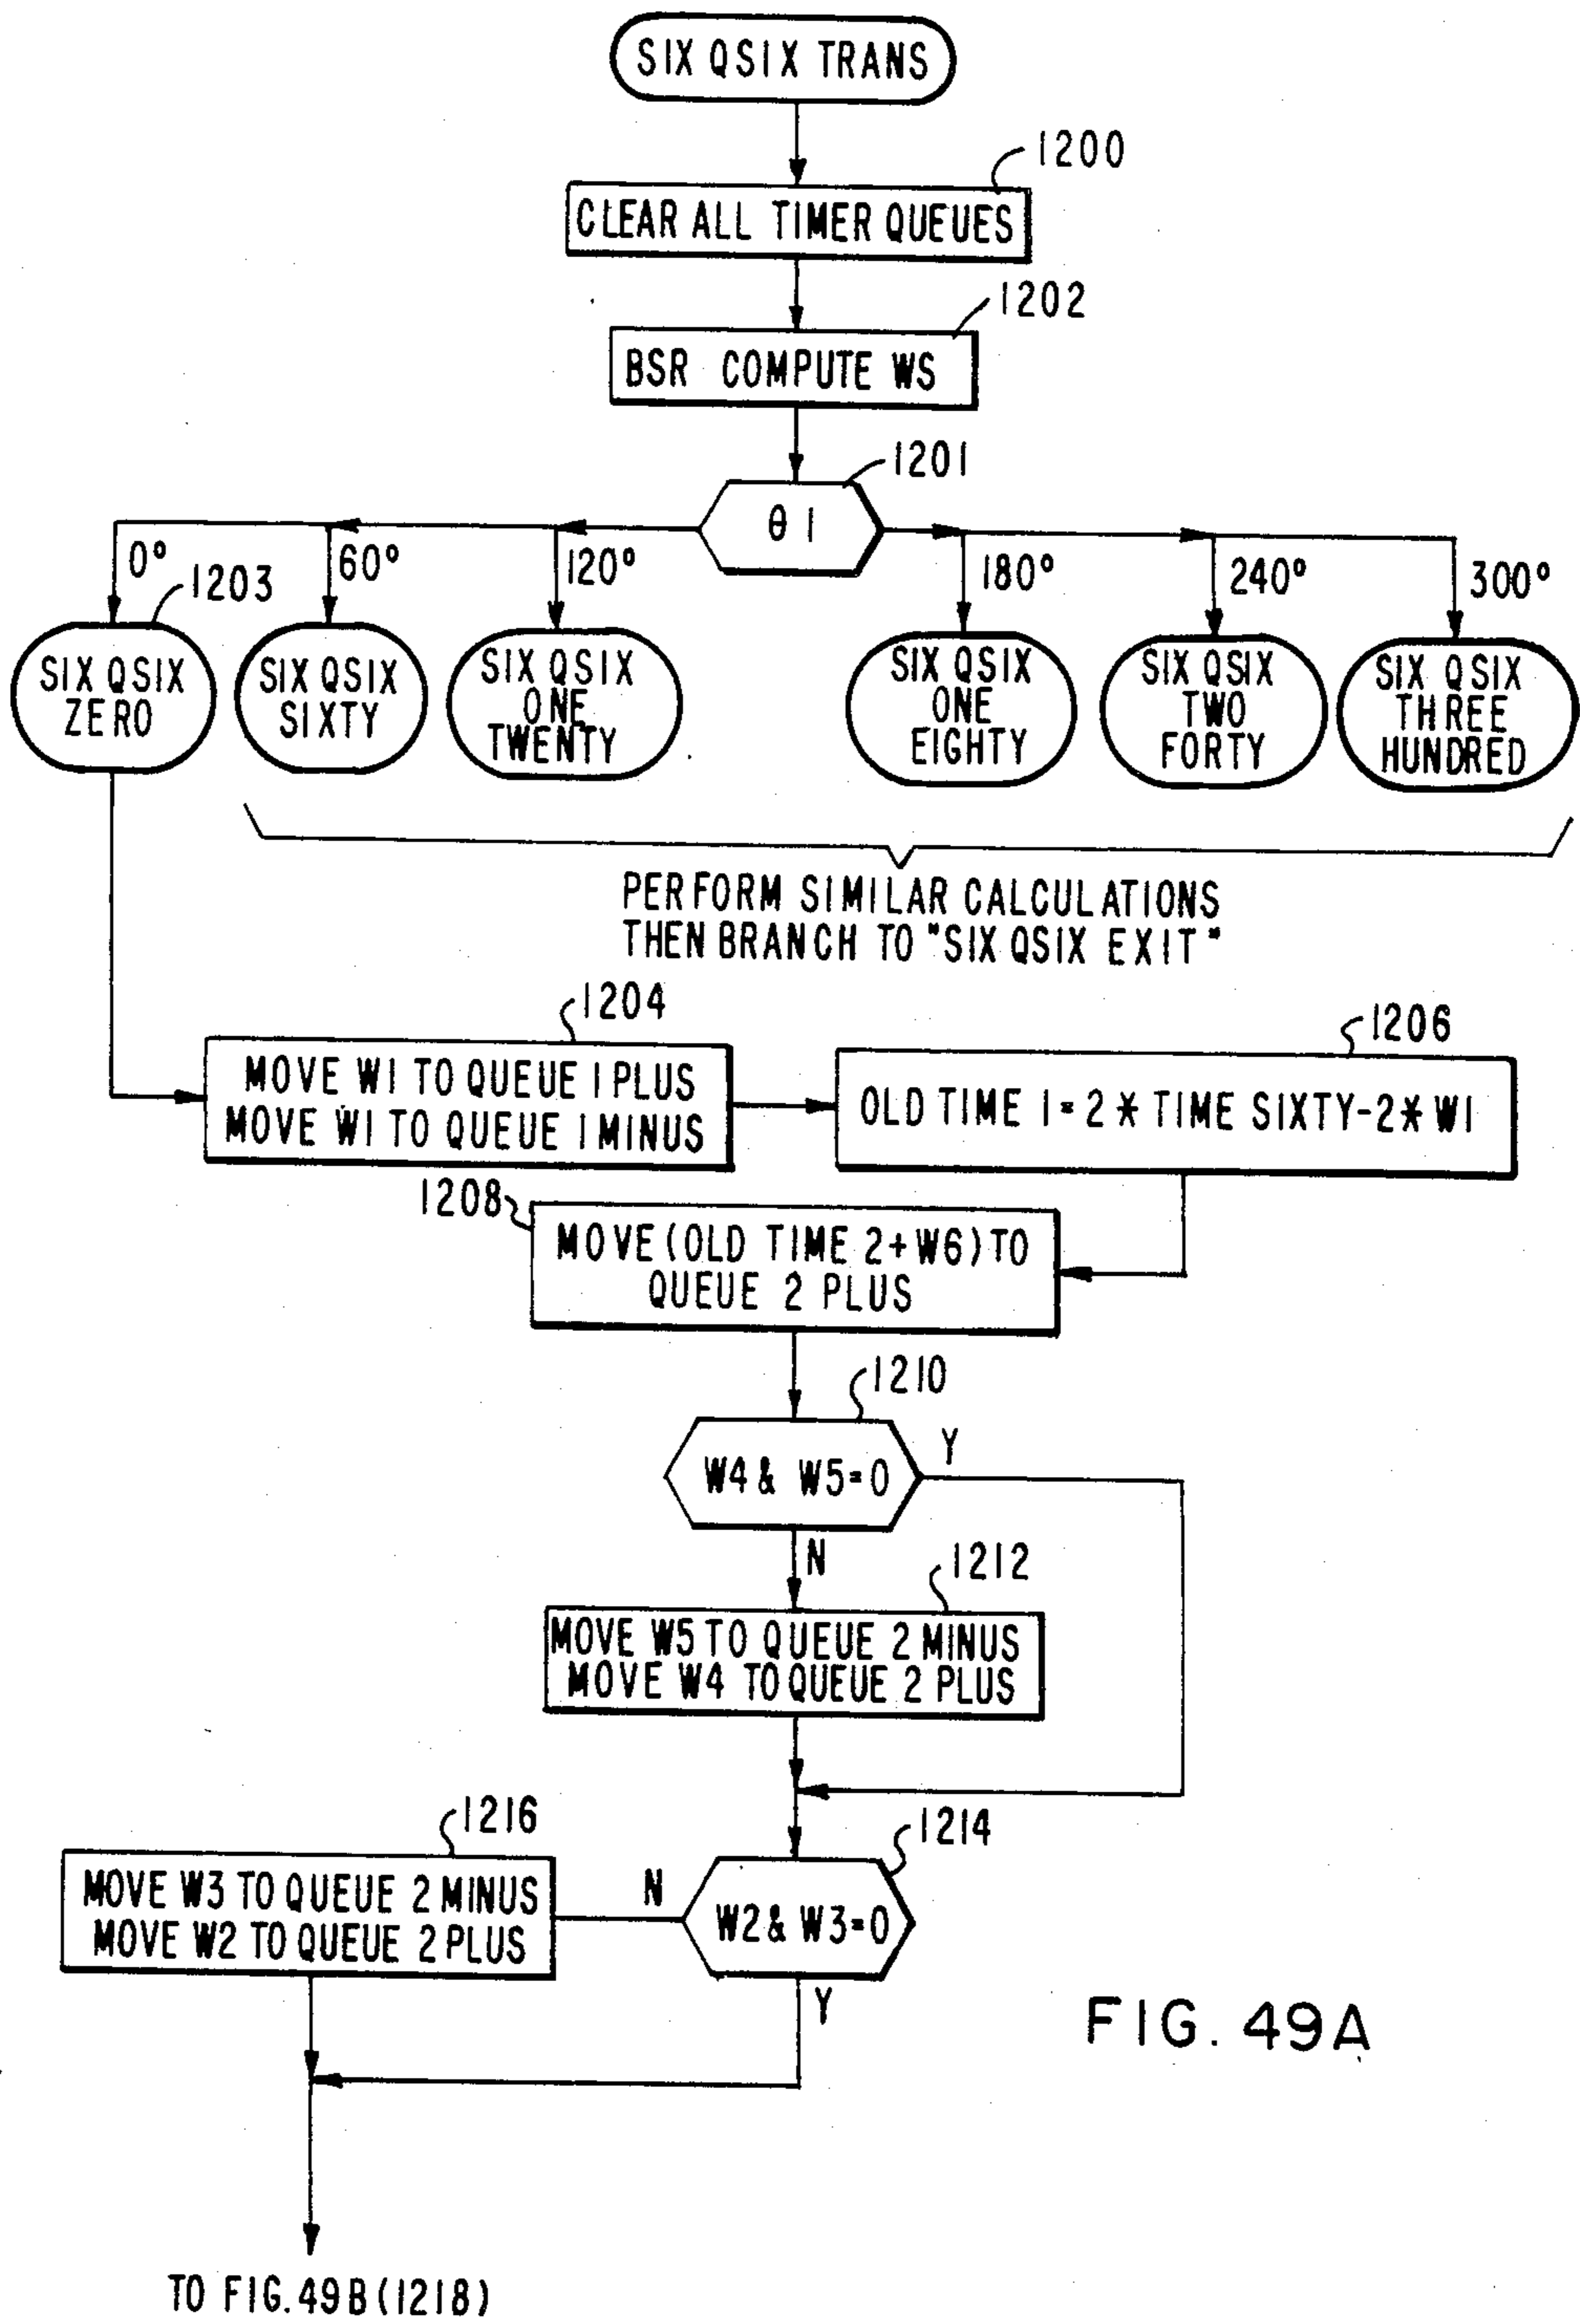 SIX QSIX TRANS
1200
CLEAR ALL TIMER QUEUES
1202
BSR COMPUTE WS
1201
θ 1
0°
60°
120°
180°
240°
300°
1203
SIX QSIX
ZERO
SIX QSIX
SIXTY
SIX QSIX
ONE
TWENTY
SIX QSIX
ONE
EIGHTY
SIX QSIX
TWO
FORTY
SIX QSIX
THREE
HUNDRED
PERFORM SIMILAR CALCULATIONS
THEN BRANCH TO "SIX QSIX EXIT"
1204
MOVE W1 TO QUEUE 1 PLUS
MOVE W1 TO QUEUE 1 MINUS
1206
OLD TIME 1=2 * TIME SIXTY-2 * W1
1208
MOVE (OLD TIME 2+W6) TO
QUEUE 2 PLUS
1210
W4 & W5=0
Y
N
1212
MOVE W5 TO QUEUE 2 MINUS
MOVE W4 TO QUEUE 2 PLUS
1214
W2 & W3=0
N
Y
1216
MOVE W3 TO QUEUE 2 MINUS
MOVE W2 TO QUEUE 2 PLUS
FIG. 49A
TO FIG. 49B (1218)